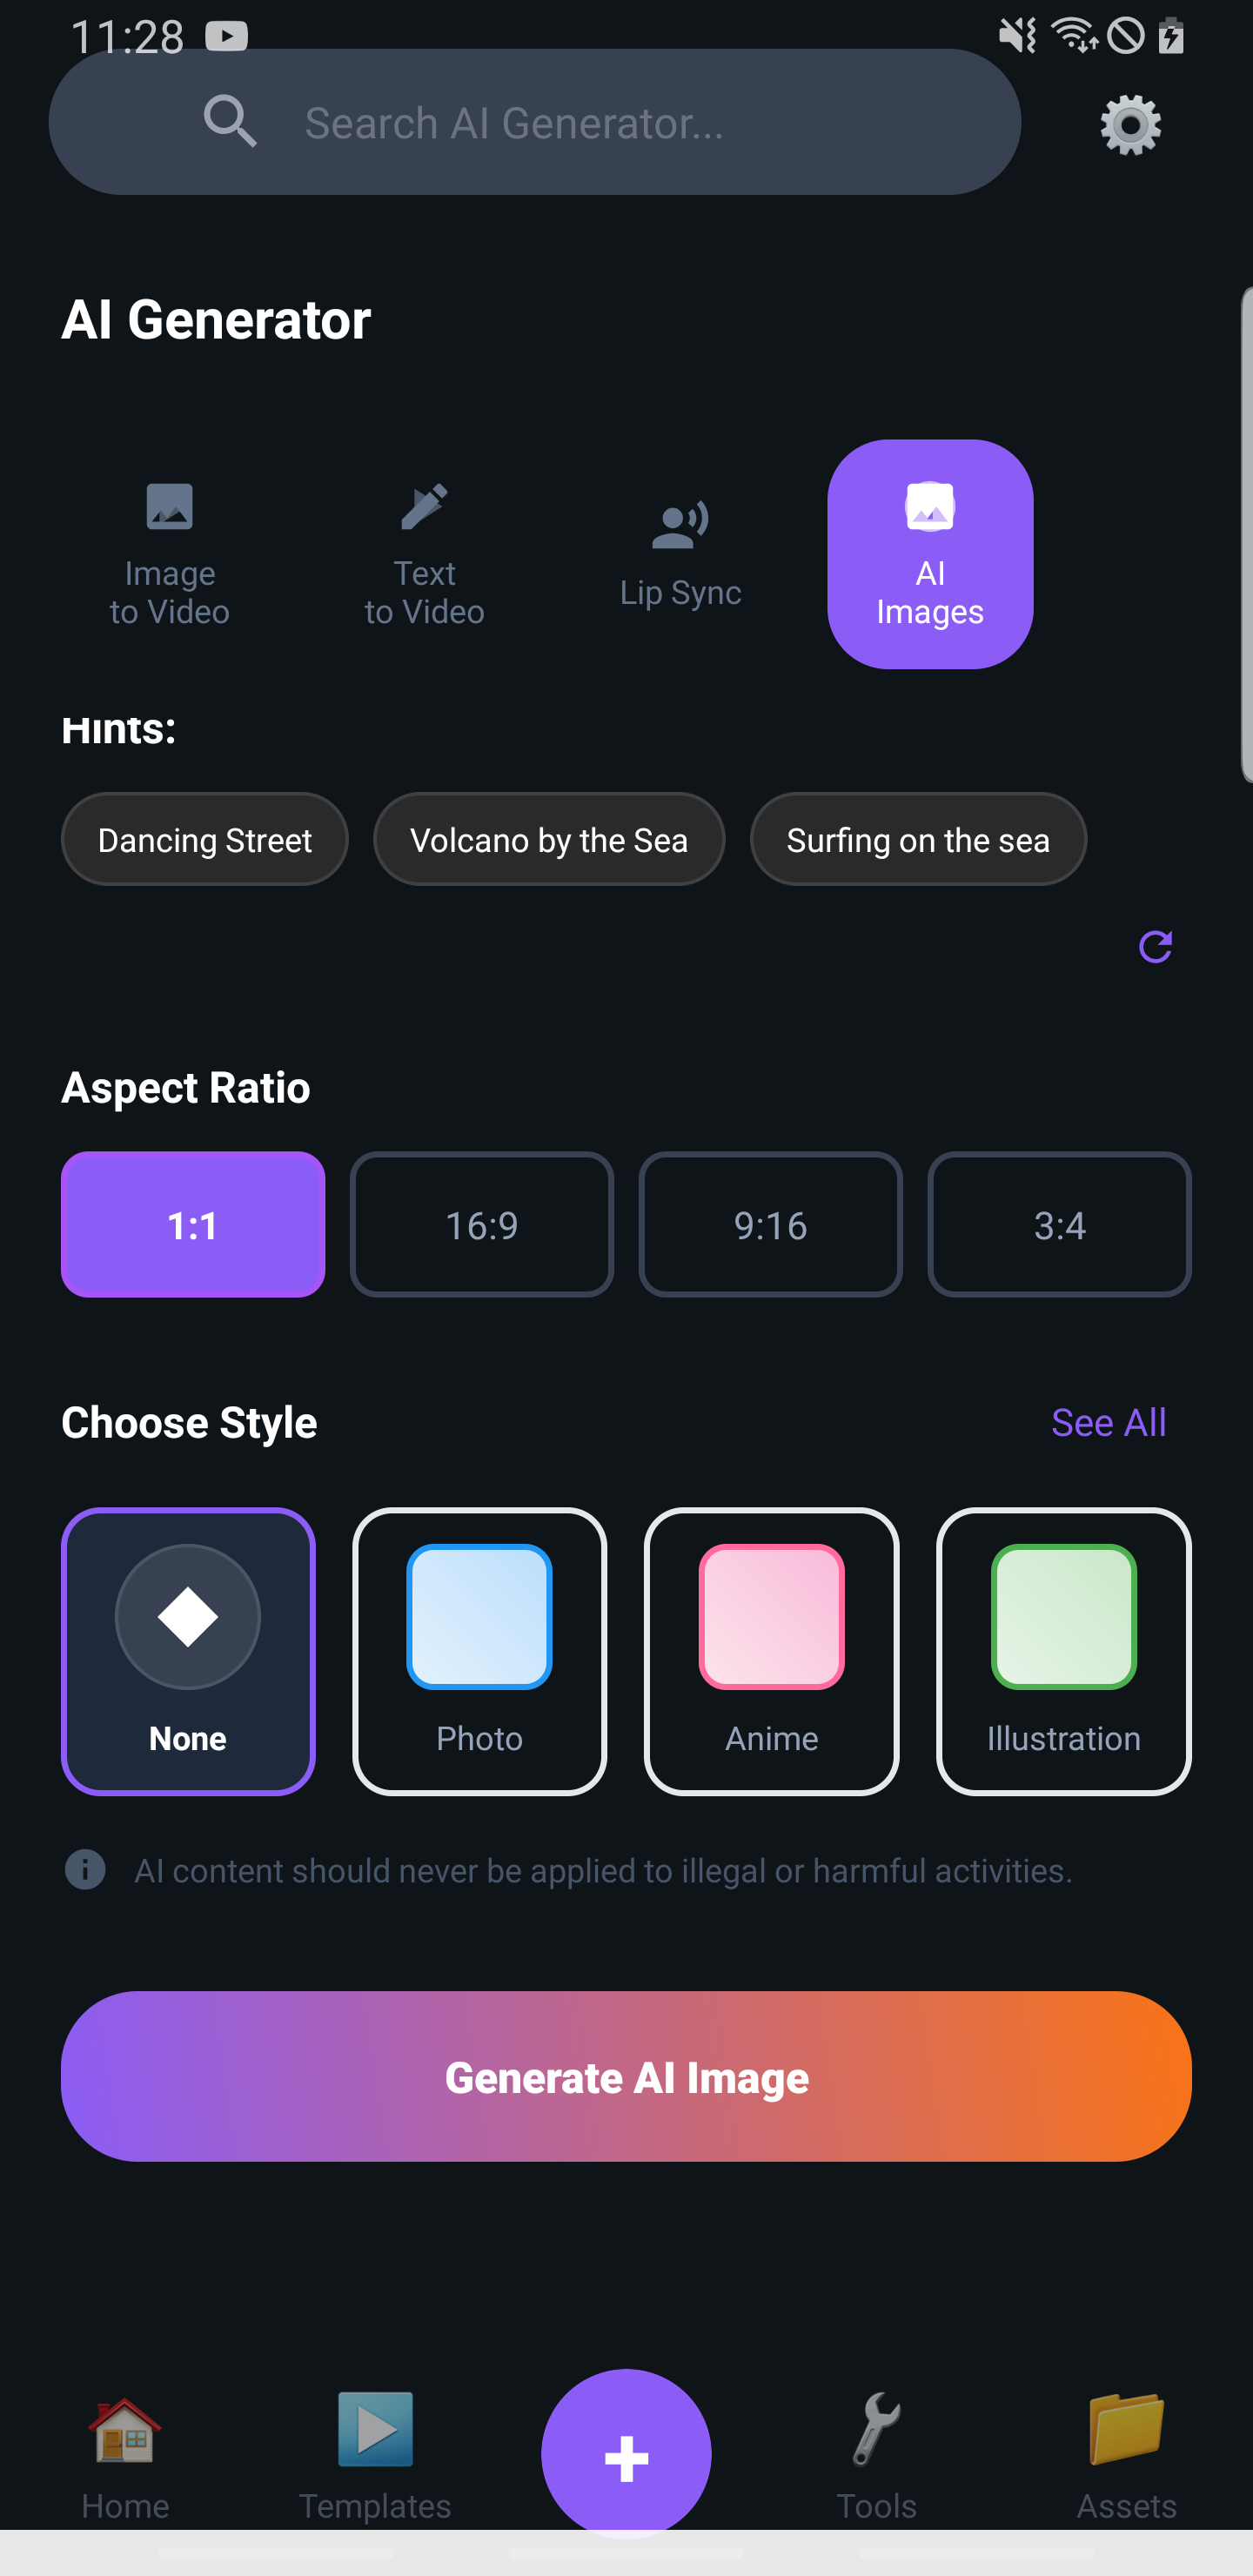 11:28
Search AI Generator...
AI Generator
Image
to Video
Text
to Video
Lip Sync
AI
Images
Hints:
Dancing Street
Volcano by the Sea
Surfing on the sea
Aspect Ratio
1:1
16:9
9:16
3:4
Choose Style
See All
None
Photo
Anime
Illustration
AI content should never be applied to illegal or harmful activities.
Generate AI Image
Home
Templates
Tools
Assets